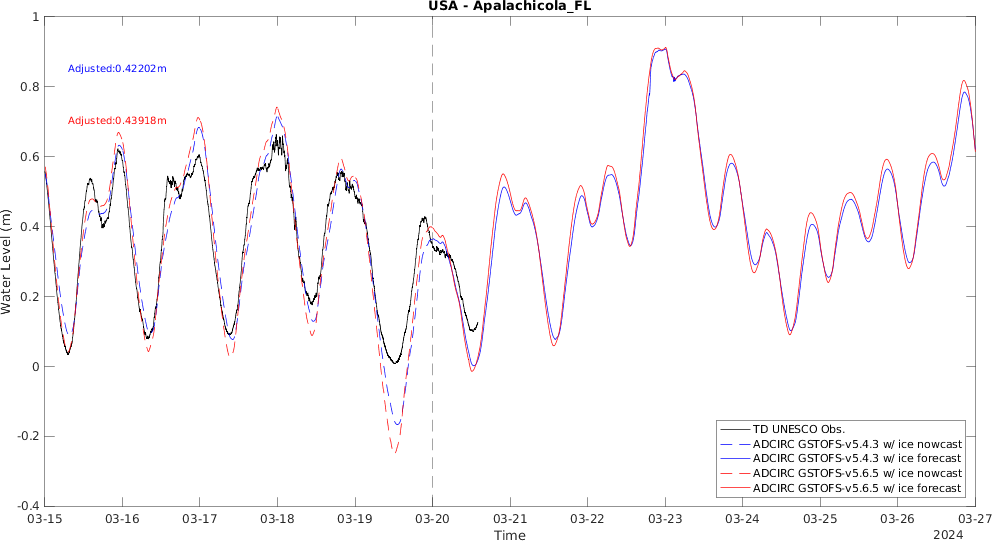 USA - Apalachicola_FL
1
0.8
0.6
0.4
0.2
0
-0.2
-0.4
Water Level (m)
Adjusted:0.42202m
Adjusted:0.43918m
TD UNESCO Obs.
ADCIRC GSTOFS-v5.4.3 w/ ice nowcast
ADCIRC GSTOFS-v5.4.3 w/ ice forecast
ADCIRC GSTOFS-v5.6.5 w/ ice nowcast
ADCIRC GSTOFS-v5.6.5 w/ ice forecast
03-15 03-16 03-17 03-18 03-19 03-20 03-21 03-22 03-23 03-24 03-25 03-26 03-27
Time
2024